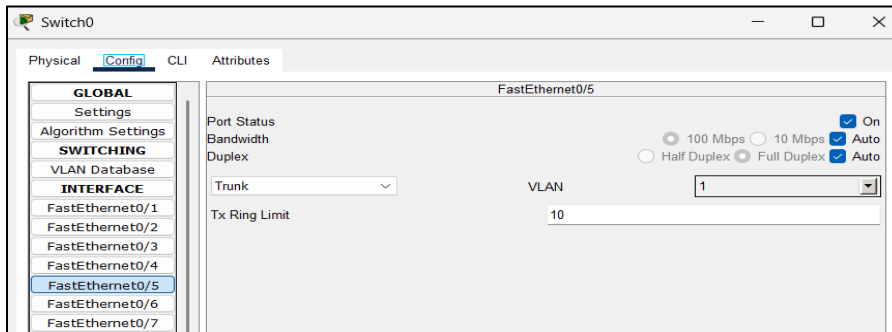 Switch0
Physical Config CLI Attributes
GLOBAL
Settings
Algorithm Settings
SWITCHING
VLAN Database
INTERFACE
FastEthernet0/1
FastEthernet0/2
FastEthernet0/3
FastEthernet0/4
FastEthernet0/5
FastEthernet0/6
FastEthernet0/7
FastEthernet0/5
Port Status On
Bandwidth 100 Mbps 10 Mbps Auto
Duplex Half Duplex Full Duplex Auto
Trunk VLAN 1
Tx Ring Limit 10